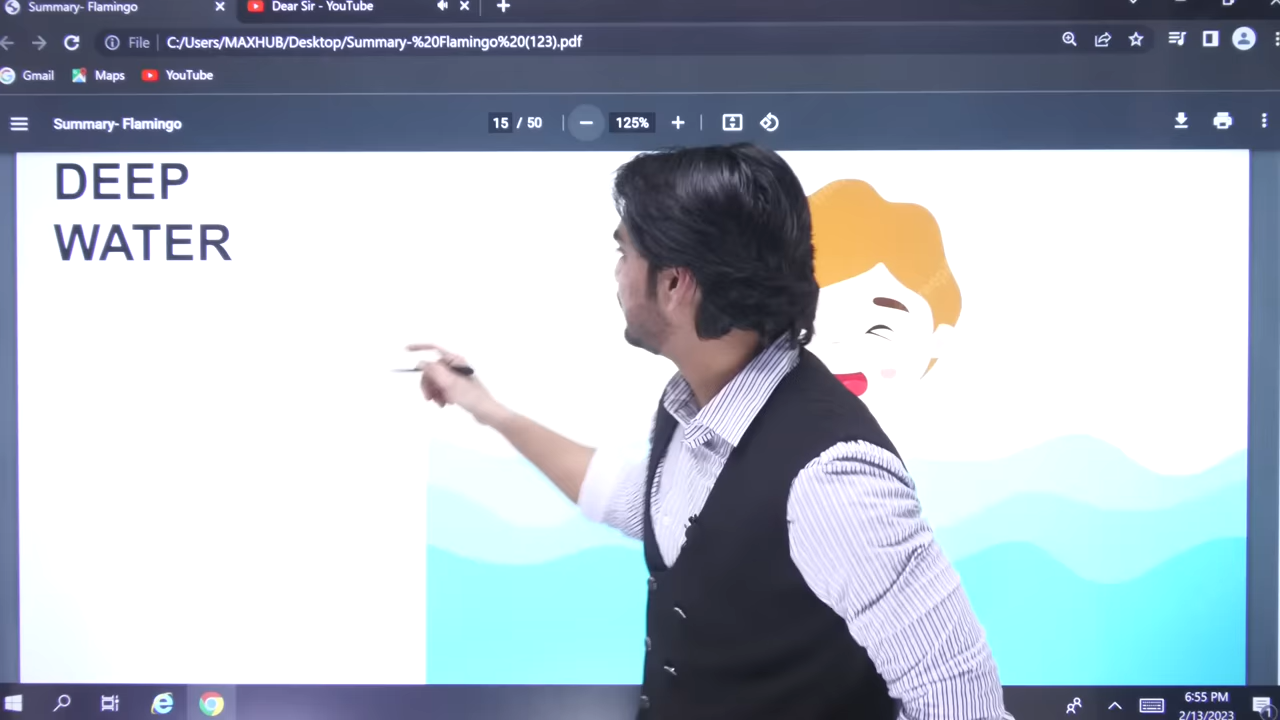 Summary- Flamingo
Dear Sir - YouTube
File
C:/Users/MAXHUB/Desktop/Summary-%20Flamingo%20(123).pdf
Gmail
Maps
YouTube
Summary- Flamingo
15 / 50
125%
DEEP
WATER
6:55 PM
2/13/2023
1